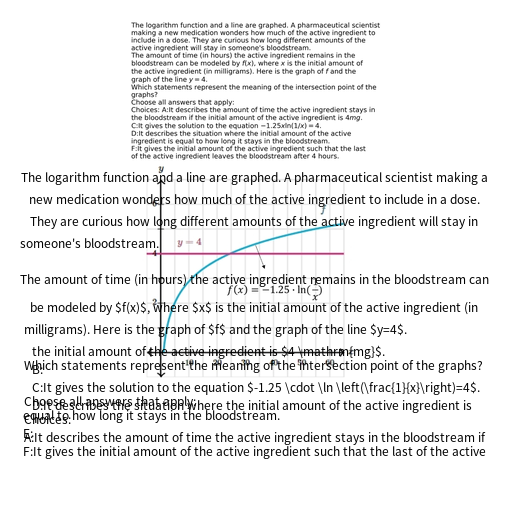 The logarithm function and a line are graphed. A pharmaceutical scientist
making a new medication wonders how much of the active ingredient to
include in a dose. They are curious how long different amounts of the
active ingredient will stay in someone's bloodstream.
The amount of time (in hours) the active ingredient remains in the
bloodstream can be modeled by f(x), where x is the initial amount of
the active ingredient (in milligrams). Here is the graph of f and the
graph of the line y = 4.
Which statements represent the meaning of the intersection point of the
graphs?
Choose all answers that apply:
Choices: A:It describes the amount of time the active ingredient stays in
the bloodstream if the initial amount of the active ingredient is 4mg.
C:It gives the solution to the equation −1.25xln(1/x) = 4.
D:It describes the situation where the initial amount of the active
ingredient is equal to how long it stays in the bloodstream.
F:It gives the initial amount of the active ingredient such that the last
of the active ingredient leaves the bloodstream after 4 hours.
y
The logarithm function and a line are graphed. A pharmaceutical scientist making a
new medication wonders how much of the active ingredient to include in a dose.
They are curious how long different amounts of the active ingredient will stay in
f
someone's bloodstream.
y = 4
4
The amount of time (in hours) the active ingredient remains in the bloodstream can
f(x) = −1.25 · ln(1/x)
2
be modeled by $f(x)$, where $x$ is the initial amount of the active ingredient (in
milligrams). Here is the graph of $f$ and the graph of the line $y=4$.
the initial amount of the active ingredient is $4 \mathrm{mg}$.
10 20 30 40 50 60
Which statements represent the meaning of the intersection point of the graphs?
B:
C:It gives the solution to the equation $-1.25 \cdot \ln \left(\frac{1}{x}\right)=4$.
Choose all answers that apply:
D:It describes the situation where the initial amount of the active ingredient is
equal to how long it stays in the bloodstream.
Choices:
E:
A:It describes the amount of time the active ingredient stays in the bloodstream if
F:It gives the initial amount of the active ingredient such that the last of the active